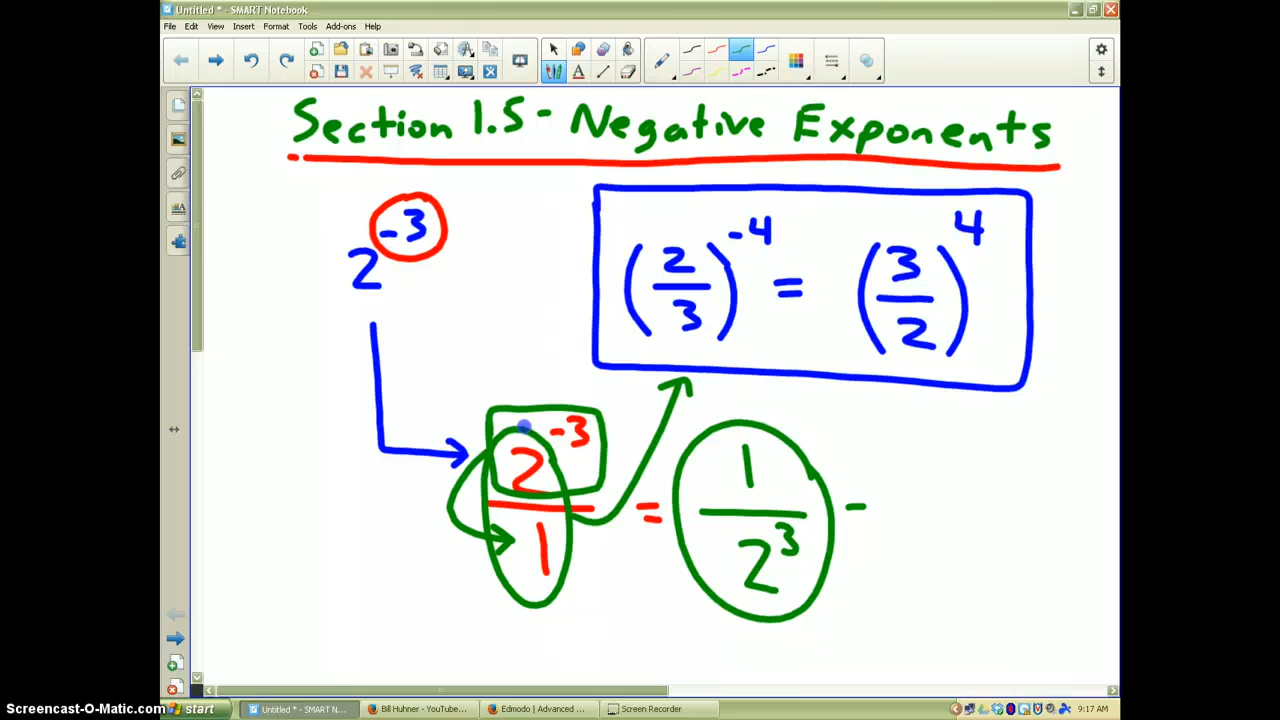 Untitled * - SMART Notebook
File Edit View Insert Format Tools Add-ons Help
Section 1.5 - Negative Exponents
2^-3
(2/3)^-4 = (3/2)^4
2^-3/1 = 1/2^3 -
Screencast-O-Matic.com
start
Untitled * - SMART N...
Bill Huhner - YouTube...
Edmodo | Advanced ...
Screen Recorder
9:17 AM